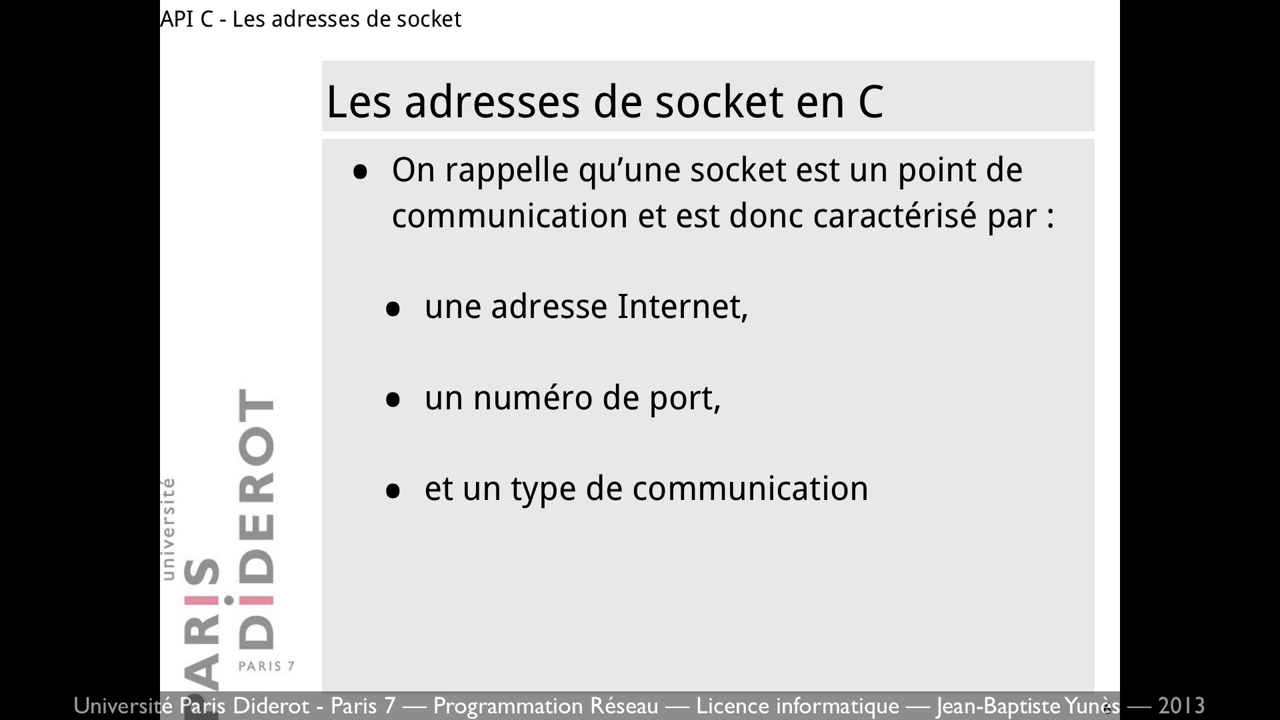 API C - Les adresses de socket
Les adresses de socket en C
• On rappelle qu’une socket est un point de
communication et est donc caractérisé par :
• une adresse Internet,
• un numéro de port,
• et un type de communication
université
PARIS
DIDEROT
PARIS 7
Université Paris Diderot - Paris 7 — Programmation Réseau — Licence informatique — Jean-Baptiste Yunès — 2013